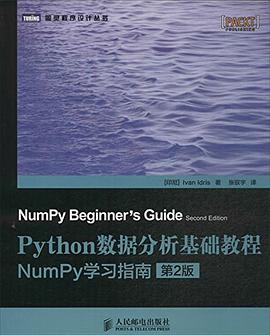 TURING 图灵程序设计丛书
PACKT
PUBLISHING
[印尼] Ivan Idris 著 张驭宇 译
NumPy Beginner's Guide Second Edition
Python数据分析基础教程
NumPy学习指南 第2版
人民邮电出版社
POSTS & TELECOM PRESS